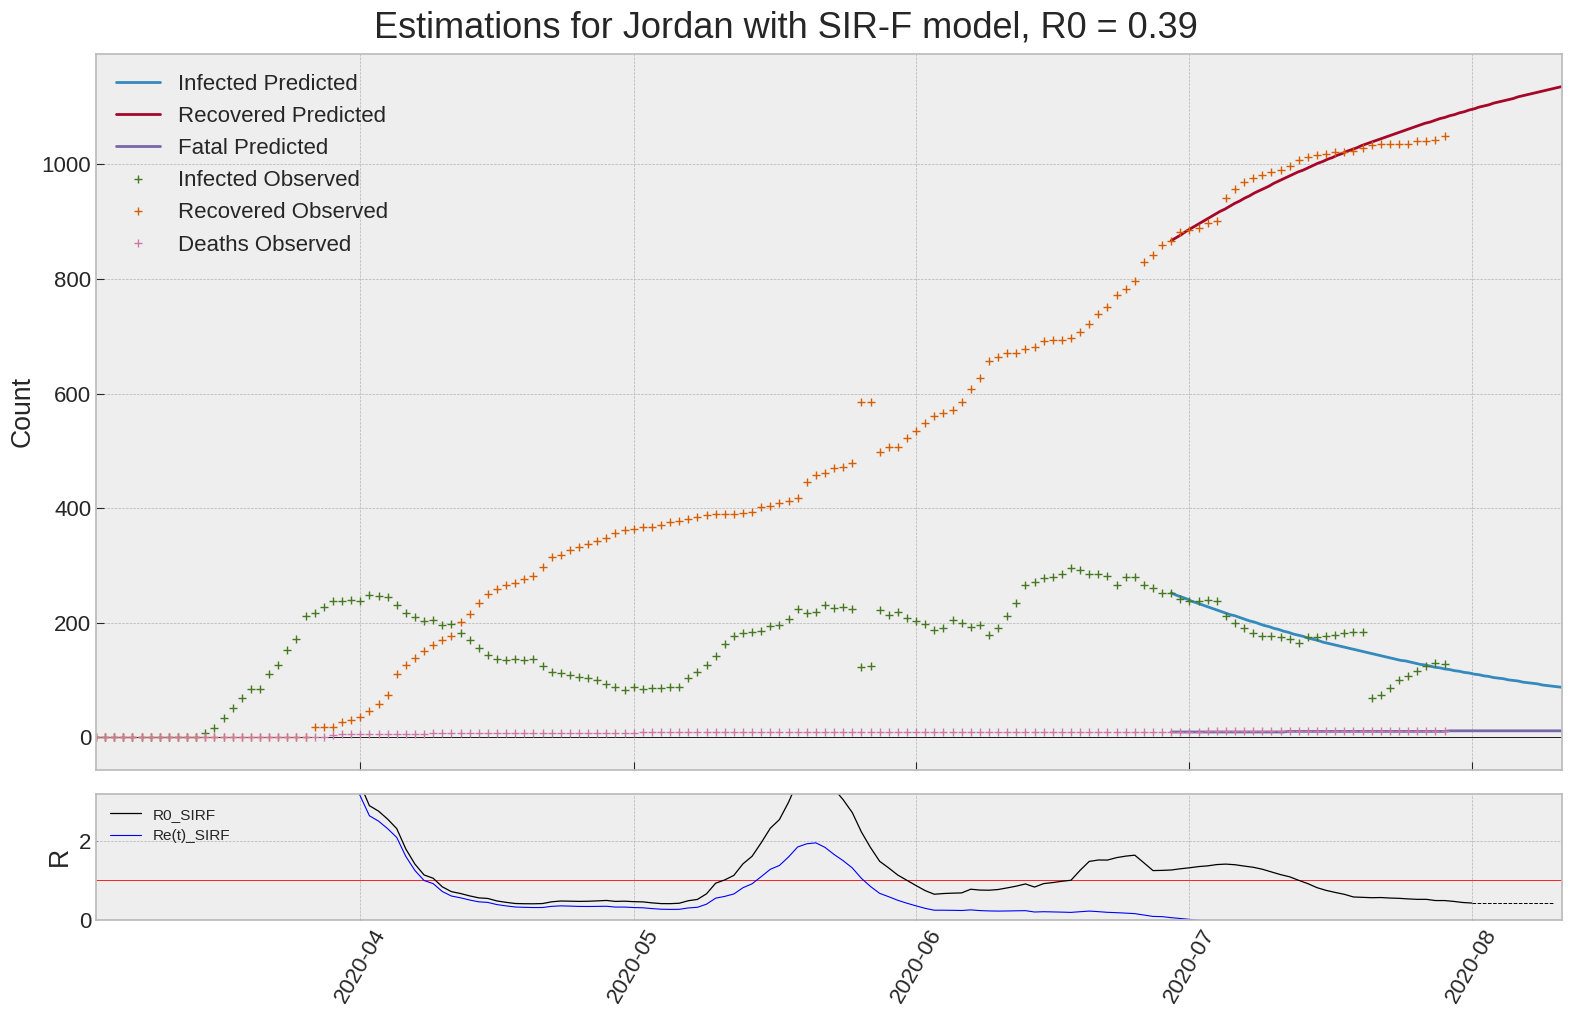 Estimations for Jordan with SIR-F model, R0 = 0.39
Infected Predicted
Recovered Predicted
Fatal Predicted
Infected Observed
Recovered Observed
Deaths Observed
Count
1000
800
600
400
200
0
R0_SIRF
Re(t)_SIRF
R
2
0
2020-04
2020-05
2020-06
2020-07
2020-08